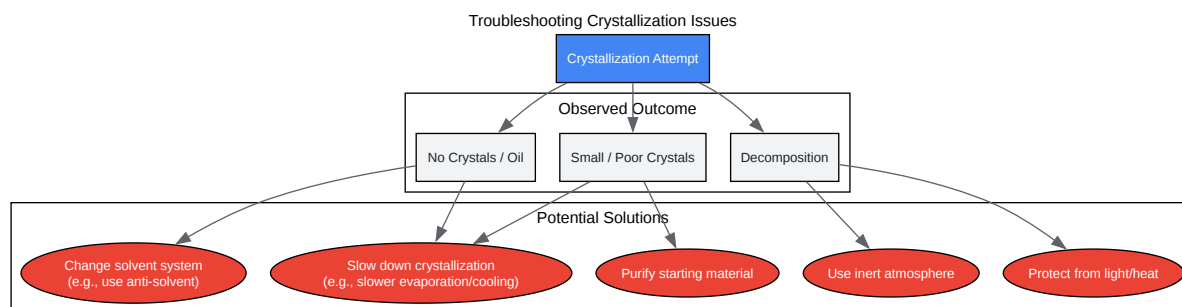 Troubleshooting Crystallization Issues
Crystallization Attempt
Observed Outcome
No Crystals / Oil
Small / Poor Crystals
Decomposition
Potential Solutions
Change solvent system
(e.g., use anti-solvent)
Slow down crystallization
(e.g., slower evaporation/cooling)
Purify starting material
Use inert atmosphere
Protect from light/heat